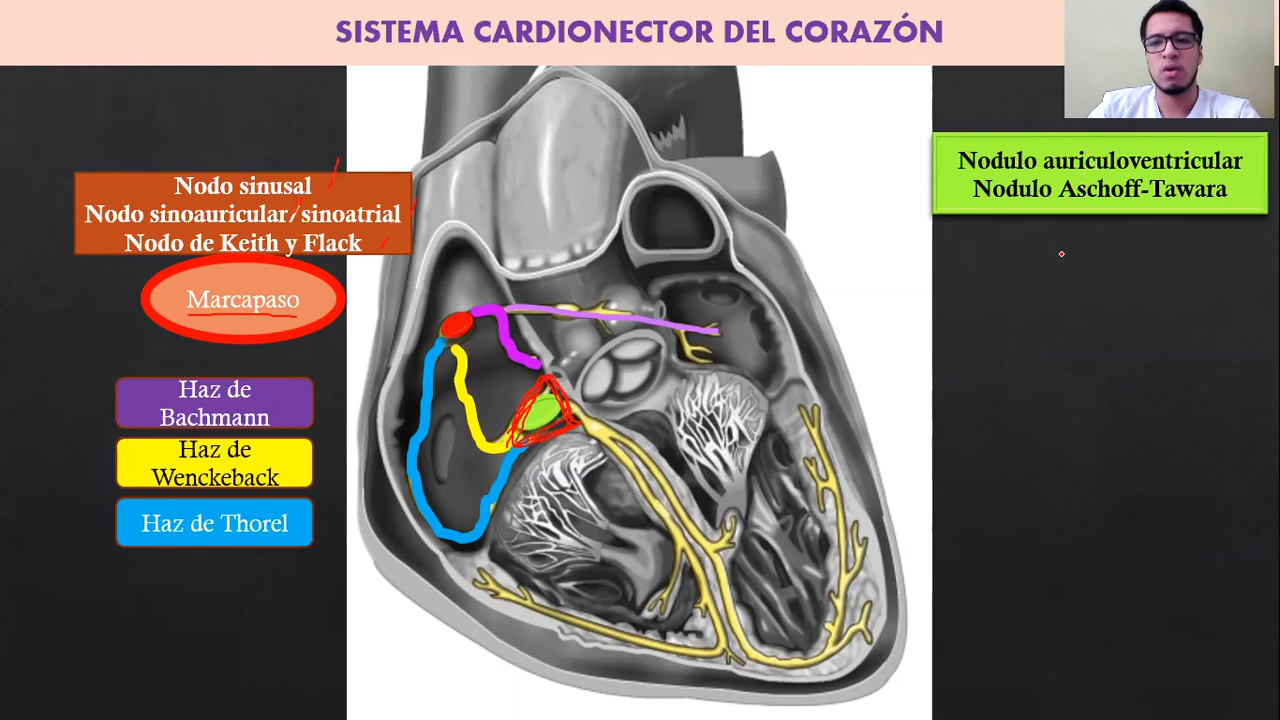 SISTEMA CARDIONECTOR DEL CORAZÓN
Nodo sinusal
Nodo sinoauricular/sinoatrial
Nodo de Keith y Flack
Marcapaso
Haz de
Bachmann
Haz de
Wenckeback
Haz de Thorel
Nodulo auriculoventricular
Nodulo Aschoff-Tawara